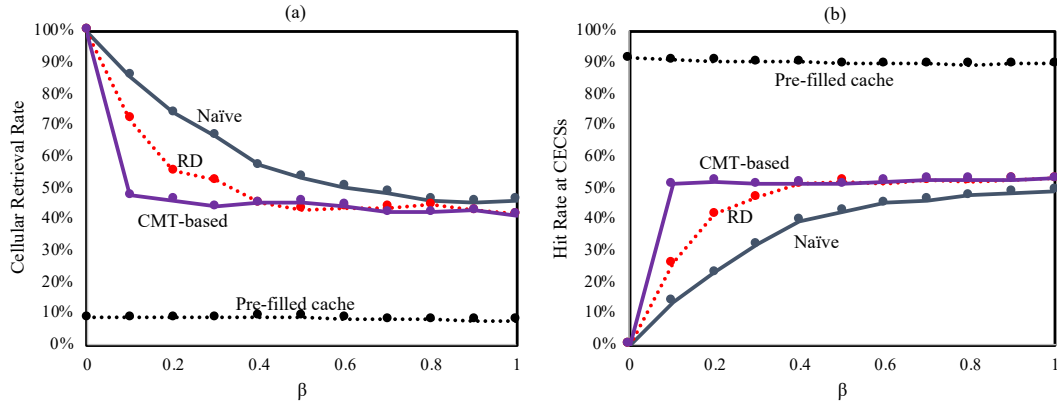 (a)
100%
90%
80%
70%
60%
50%
40%
30%
20%
10%
0%
Cellular Retrieval Rate
Naïve
RD
CMT-based
Pre-filled cache
0 0.2 0.4 0.6 0.8 1
β
(b)
100%
90%
80%
70%
60%
50%
40%
30%
20%
10%
0%
Hit Rate at CECSs
Pre-filled cache
CMT-based
RD
Naïve
0 0.2 0.4 0.6 0.8 1
β